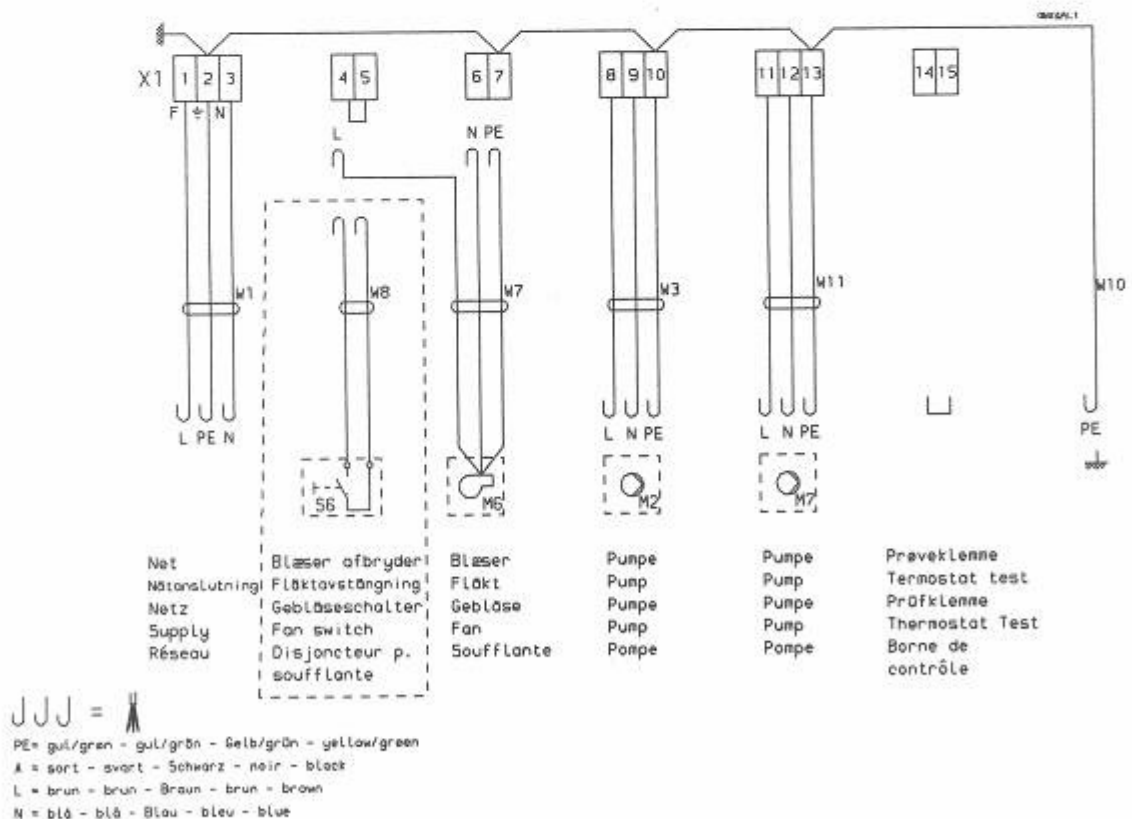 X1 1 2 3 4 5 6 7 8 9 10 11 12 13 14 15
F N L N PE
W1 W8 W7 W3 W11 W10
L PE N L N PE L N PE PE
S6 M6 M2 M7
Net
Nätanslutning
Netz
Supply
Réseau
Blæser afbryder
Fläktavstängning
Gebläseschalter
Fan switch
Disjoncteur p.
soufflante
Blæser
Fläkt
Gebläse
Fan
Soufflante
Pumpe
Pump
Pumpe
Pump
Pompe
Pumpe
Pump
Pumpe
Pump
Pompe
Prøveklemme
Termostat test
Prüfklemme
Thermostat Test
Borne de
contrôle
=
PE= gul/grøn - gul/grön - Gelb/grün - yellow/green
A = sort - svart - Schwarz - noir - black
L = brun - brun - Braun - brun - brown
N = blå - blå - Blau - bleu - blue